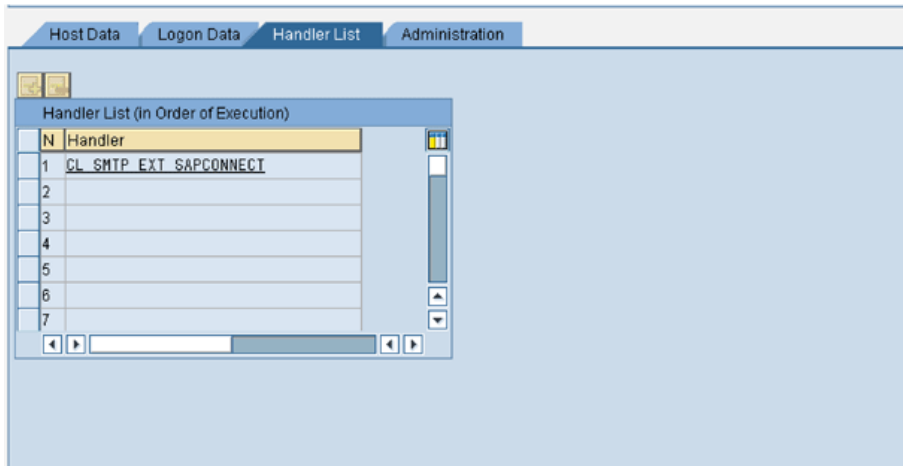 Host Data Logon Data Handler List Administration
Handler List (in Order of Execution)
N Handler
1 CL_SMTP_EXT_SAPCONNECT
2
3
4
5
6
7